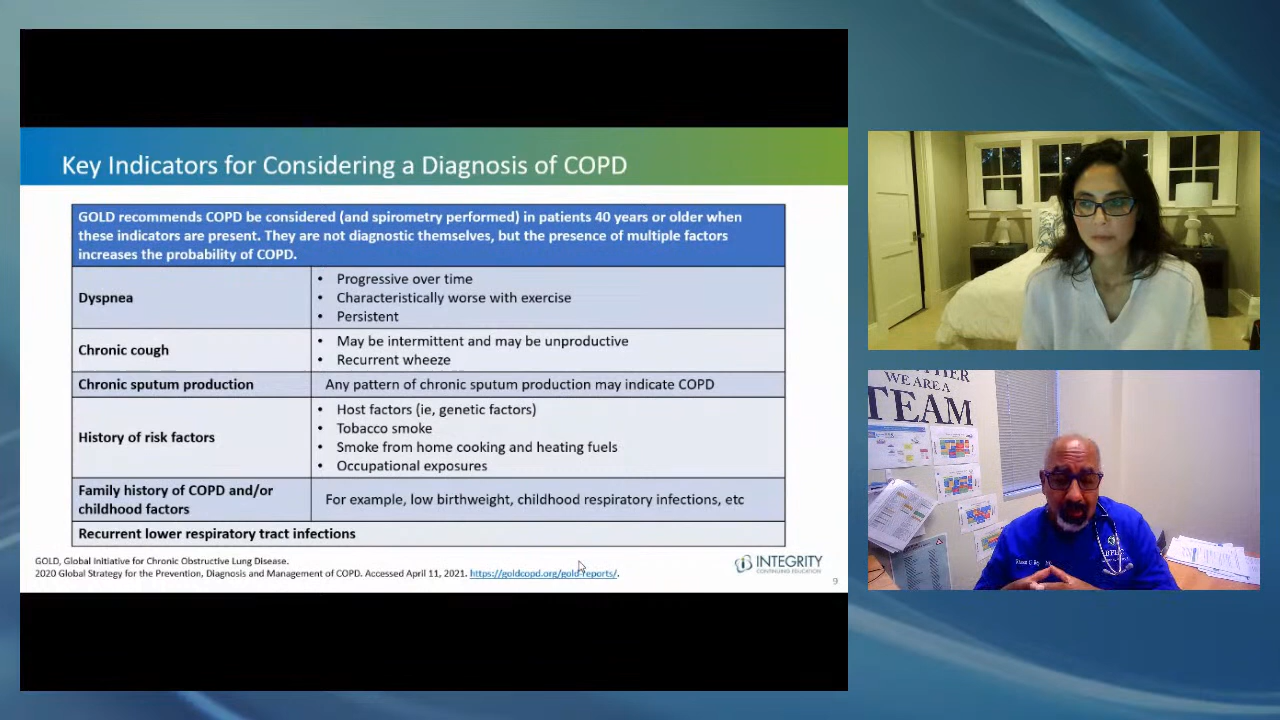 Key Indicators for Considering a Diagnosis of COPD
GOLD recommends COPD be considered (and spirometry performed) in patients 40 years or older when
these indicators are present. They are not diagnostic themselves, but the presence of multiple factors
increases the probability of COPD.
Dyspnea
• Progressive over time
• Characteristically worse with exercise
• Persistent
Chronic cough
• May be intermittent and may be unproductive
• Recurrent wheeze
Chronic sputum production
Any pattern of chronic sputum production may indicate COPD
History of risk factors
• Host factors (ie, genetic factors)
• Tobacco smoke
• Smoke from home cooking and heating fuels
• Occupational exposures
Family history of COPD and/or
childhood factors
For example, low birthweight, childhood respiratory infections, etc
Recurrent lower respiratory tract infections
GOLD, Global Initiative for Chronic Obstructive Lung Disease.
2020 Global Strategy for the Prevention, Diagnosis and Management of COPD. Accessed April 11, 2021. https://goldcopd.org/gold-reports/.
INTEGRITY
CONTINUING EDUCATION
9
WE ARE A
TEAM